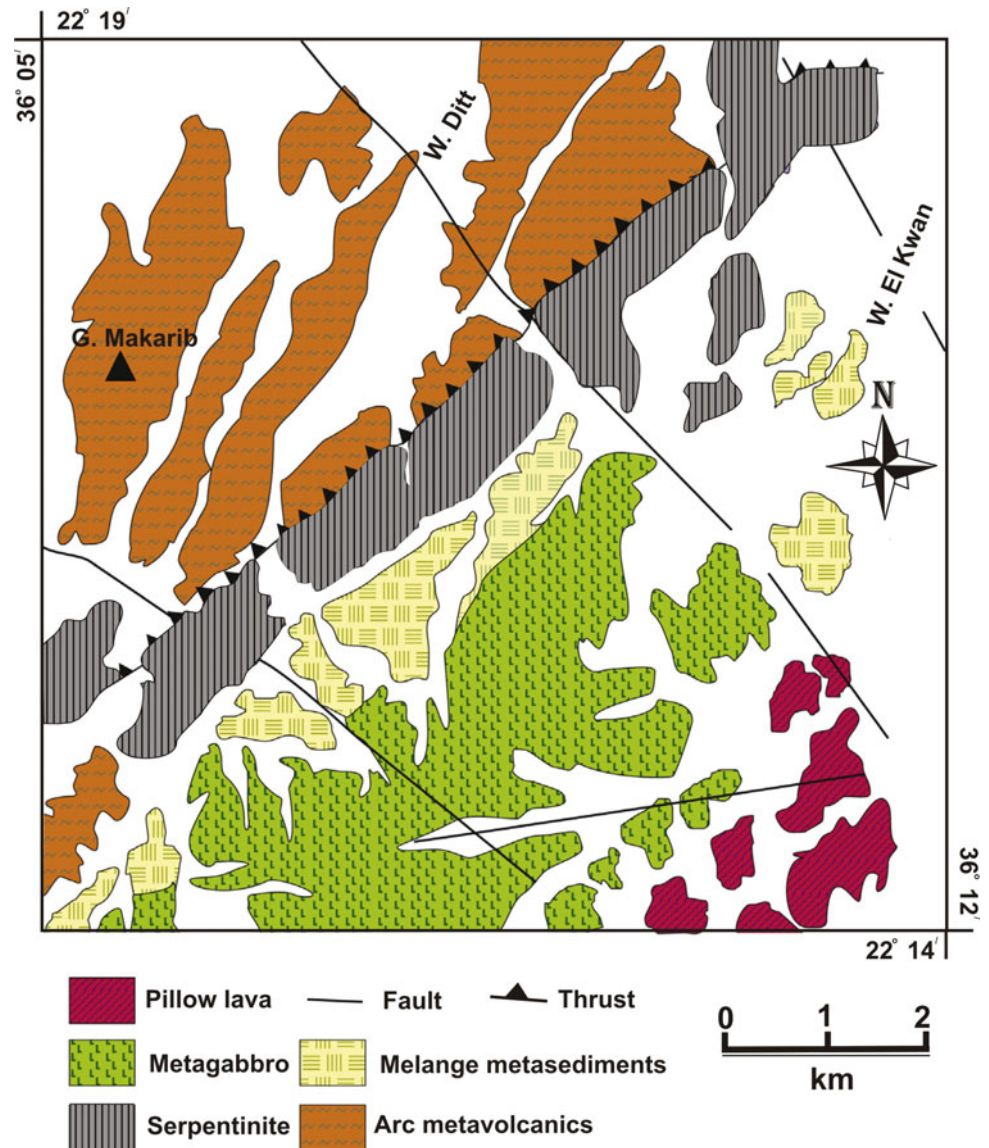 22° 19′
36° 05′
W. Ditt
W. El Kwan
G. Makarib
N
36° 12′
22° 14′
Pillow lava
Fault
Thrust
Metagabbro
Melange metasediments
Serpentinite
Arc metavolcanics
0 1 2
km